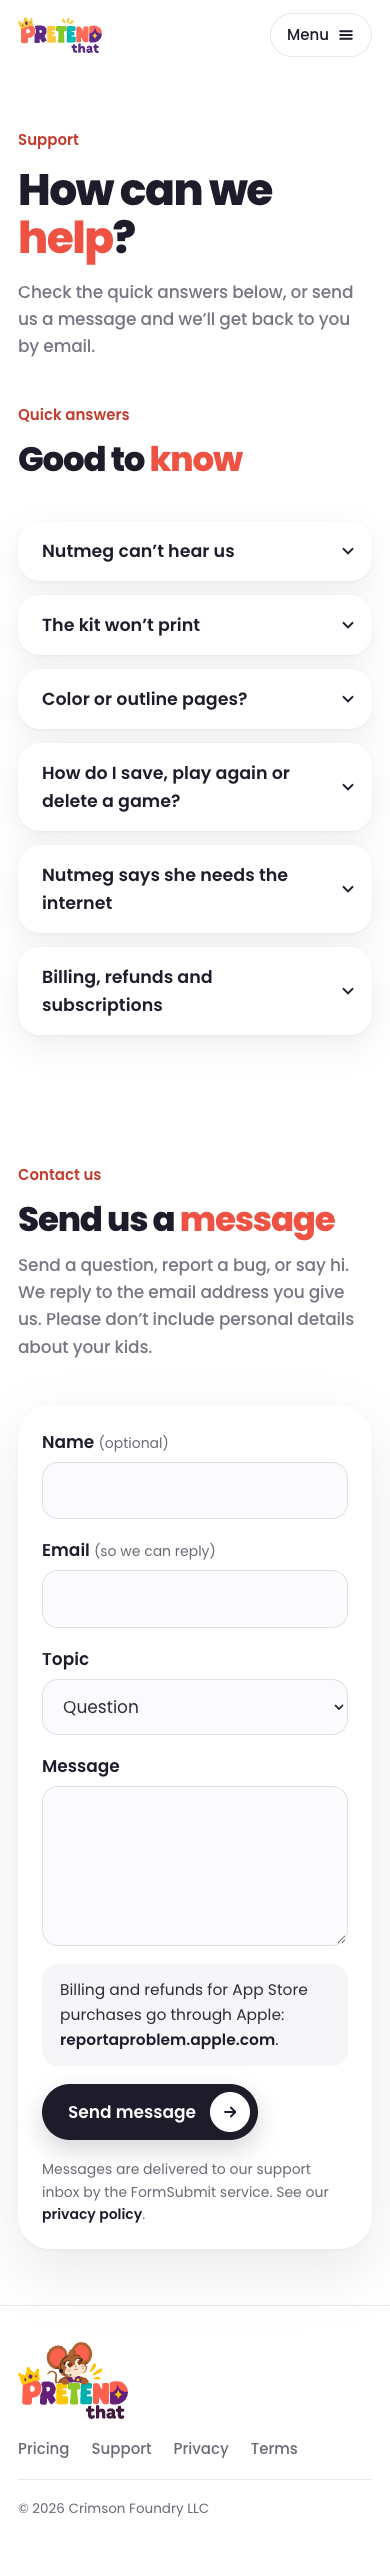 PRETEND
that
Menu
Support
How can we
help?
Check the quick answers below, or send
us a message and we’ll get back to you
by email.
Quick answers
Good to know
Nutmeg can’t hear us
The kit won’t print
Color or outline pages?
How do I save, play again or
delete a game?
Nutmeg says she needs the
internet
Billing, refunds and
subscriptions
Contact us
Send us a message
Send a question, report a bug, or say hi.
We reply to the email address you give
us. Please don’t include personal details
about your kids.
Name (optional)
Email (so we can reply)
Topic
Question
Message
Billing and refunds for App Store
purchases go through Apple:
reportaproblem.apple.com.
Send message
Messages are delivered to our support
inbox by the FormSubmit service. See our
privacy policy.
PRETEND
that
Pricing Support Privacy Terms
© 2026 Crimson Foundry LLC